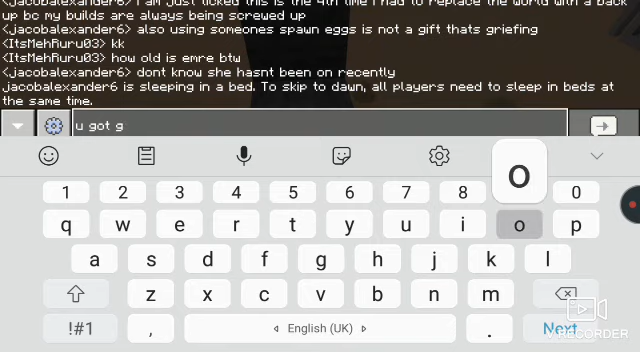 <jacobalexander6> i am just ticked this is the 4th time i had to replace the world with a back
up bc my builds are always being screwed up
<jacobalexander6> also using someones spawn eggs is not a gift thats griefing
<ItsMehRuru03> kk
<ItsMehRuru03> how old is emre btw
<jacobalexander6> dont know she hasnt been on recently
jacobalexander6 is sleeping in a bed. To skip to dawn, all players need to sleep in beds at
the same time.
u got g
o
1 2 3 4 5 6 7 8 0
q w e r t y u i o p
a s d f g h j k l
z x c v b n m
!#1 , English (UK) . Next
V RECORDER